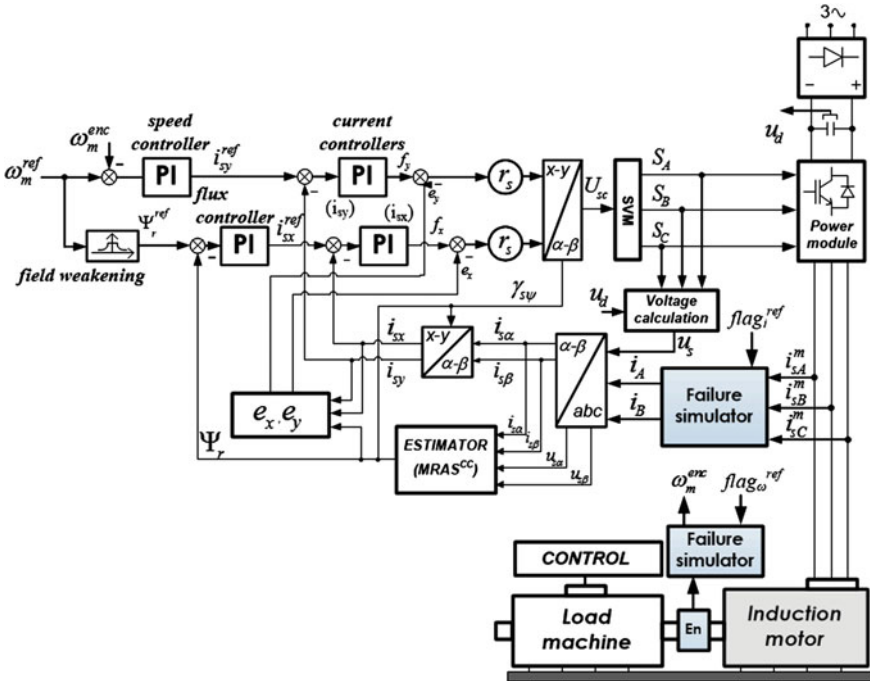 3~
- +
u_d
speed controller
current controllers
ω_m^enc
ω_m^ref
-
PI
i_sy^ref
-
PI
f_y
-
e_y
r_s
x-y
α-β
U_sc
SVM
S_A
S_B
S_C
Power module
flux controller
(i_sy)
(i_sx)
Ψ_r^ref
-
PI
i_sx^ref
-
PI
f_x
-
e_x
r_s
field weakening
γ_sψ
u_d
Voltage calculation
flag_i^ref
u_s
i_sx
x-y
α-β
i_sα
α-β
abc
i_A
Failure simulator
i_sA^m
i_sy
i_sβ
i_B
i_sB^m
i_sC^m
e_x, e_y
Ψ_r
ESTIMATOR (MRAS^CC)
i_sα
i_sβ
u_sα
u_sβ
ω_m^enc
flag_ω^ref
Failure simulator
CONTROL
Load machine
En
Induction motor